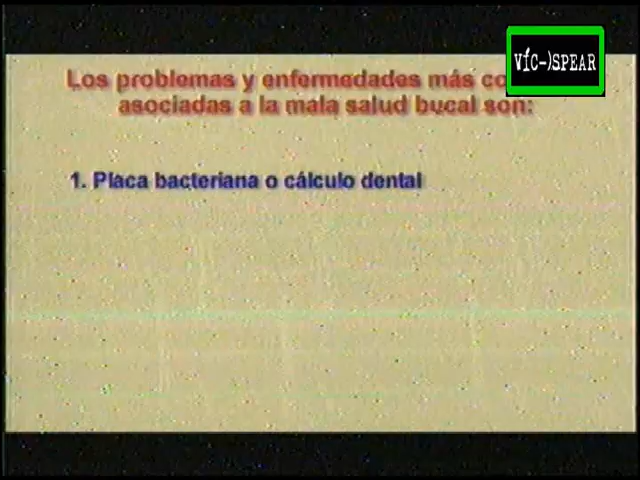 VíC-)SPEAR
Los problemas y enfermedades más
asociadas a la mala salud bucal son:
1. Placa bacteriana o cálculo dental